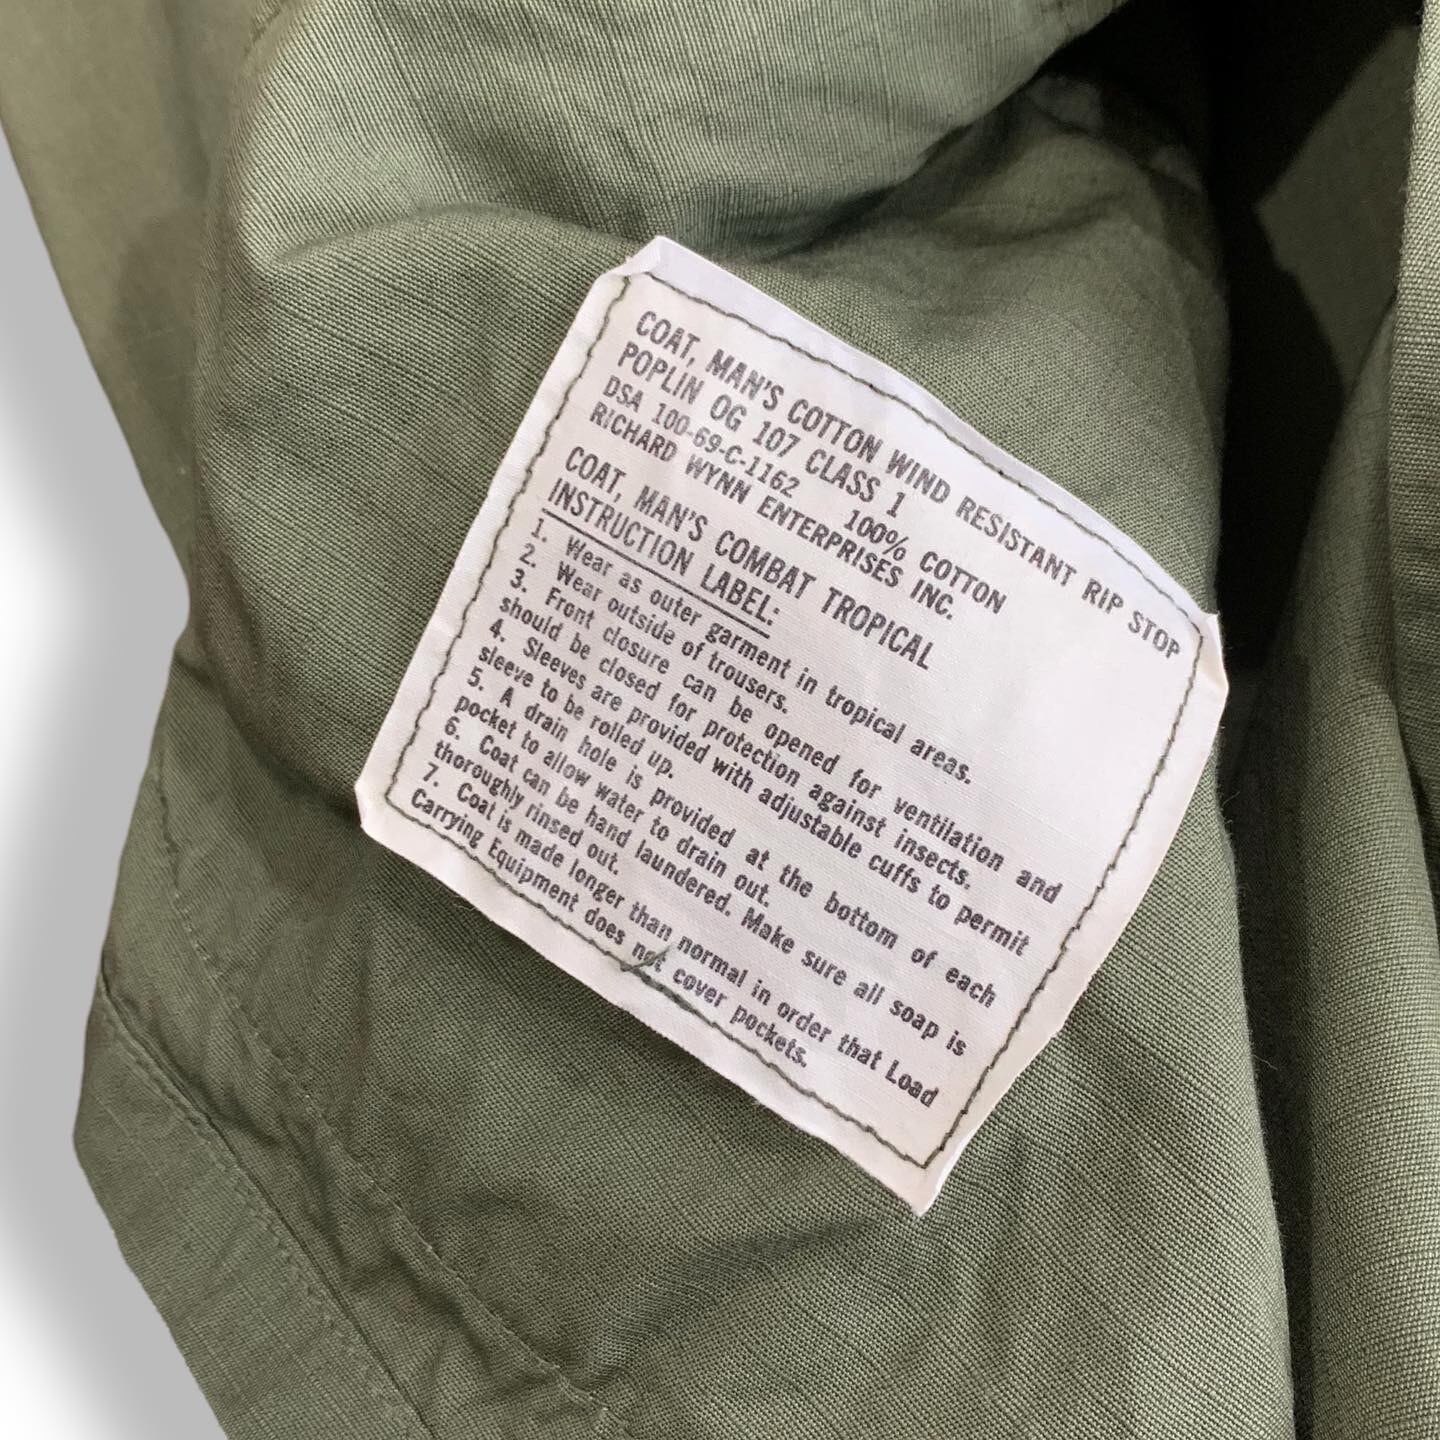 COAT, MAN'S COTTON WIND RESISTANT RIP STOP
POPLIN OG 107 CLASS 1
DSA 100-69-C-1162 100% COTTON
RICHARD WYNN ENTERPRISES INC.
COAT, MAN'S COMBAT TROPICAL
INSTRUCTION LABEL:
1. Wear as outer garment in tropical areas.
2. Wear outside of trousers.
3. Front closure can be opened for ventilation and
should be closed for protection against insects.
4. Sleeves are provided with adjustable cuffs to permit
sleeve to be rolled up.
5. A drain hole is provided at the bottom of each
pocket to allow water to drain out.
6. Coat can be hand laundered. Make sure all soap is
thoroughly rinsed out.
7. Coat is made longer than normal in order that Load
Carrying Equipment does not cover pockets.